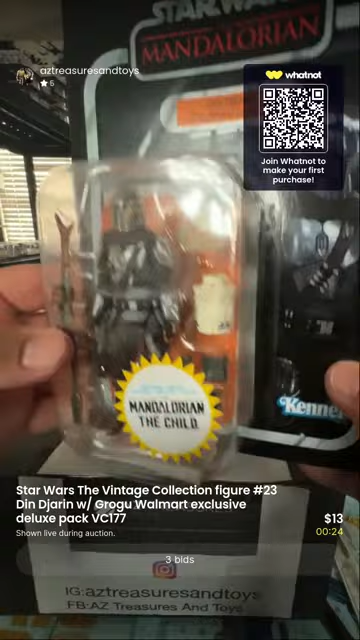 STAR WARS
THE
MANDALORIAN
aztreasuresandtoys
★ 5
whatnot
Join Whatnot to
make your first
purchase!
MANDALORIAN
THE CHILD
Kenner
Star Wars The Vintage Collection figure #23
Din Djarin w/ Grogu Walmart exclusive
deluxe pack VC177
$13
Shown live during auction.
00:24
3 bids
IG:aztreasuresandtoys
FB:AZ Treasures And Toys